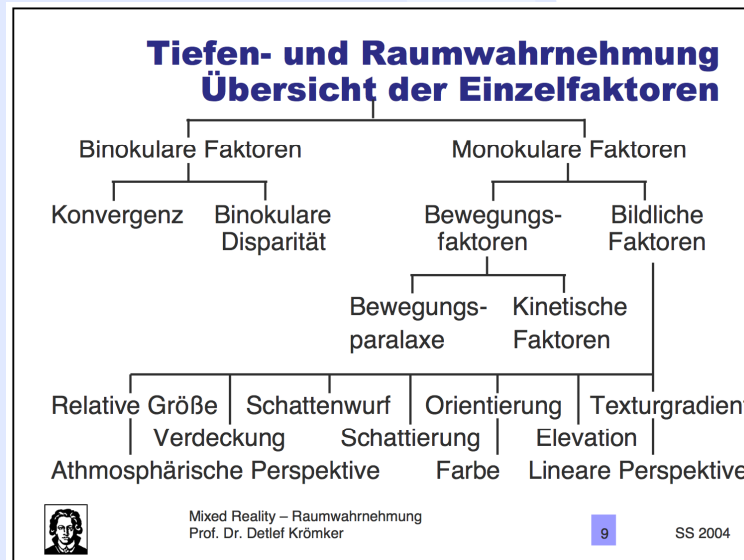 Tiefen- und Raumwahrnehmung
Übersicht der Einzelfaktoren
Binokulare Faktoren Monokulare Faktoren
Konvergenz Binokulare Disparität Bewegungs- faktoren Bildliche Faktoren
Bewegungs- paralaxe Kinetische Faktoren
Relative Größe Schattenwurf Orientierung Texturgradient
Verdeckung Schattierung Elevation
Athmosphärische Perspektive Farbe Lineare Perspektive
Mixed Reality – Raumwahrnehmung
Prof. Dr. Detlef Krömker 9 SS 2004